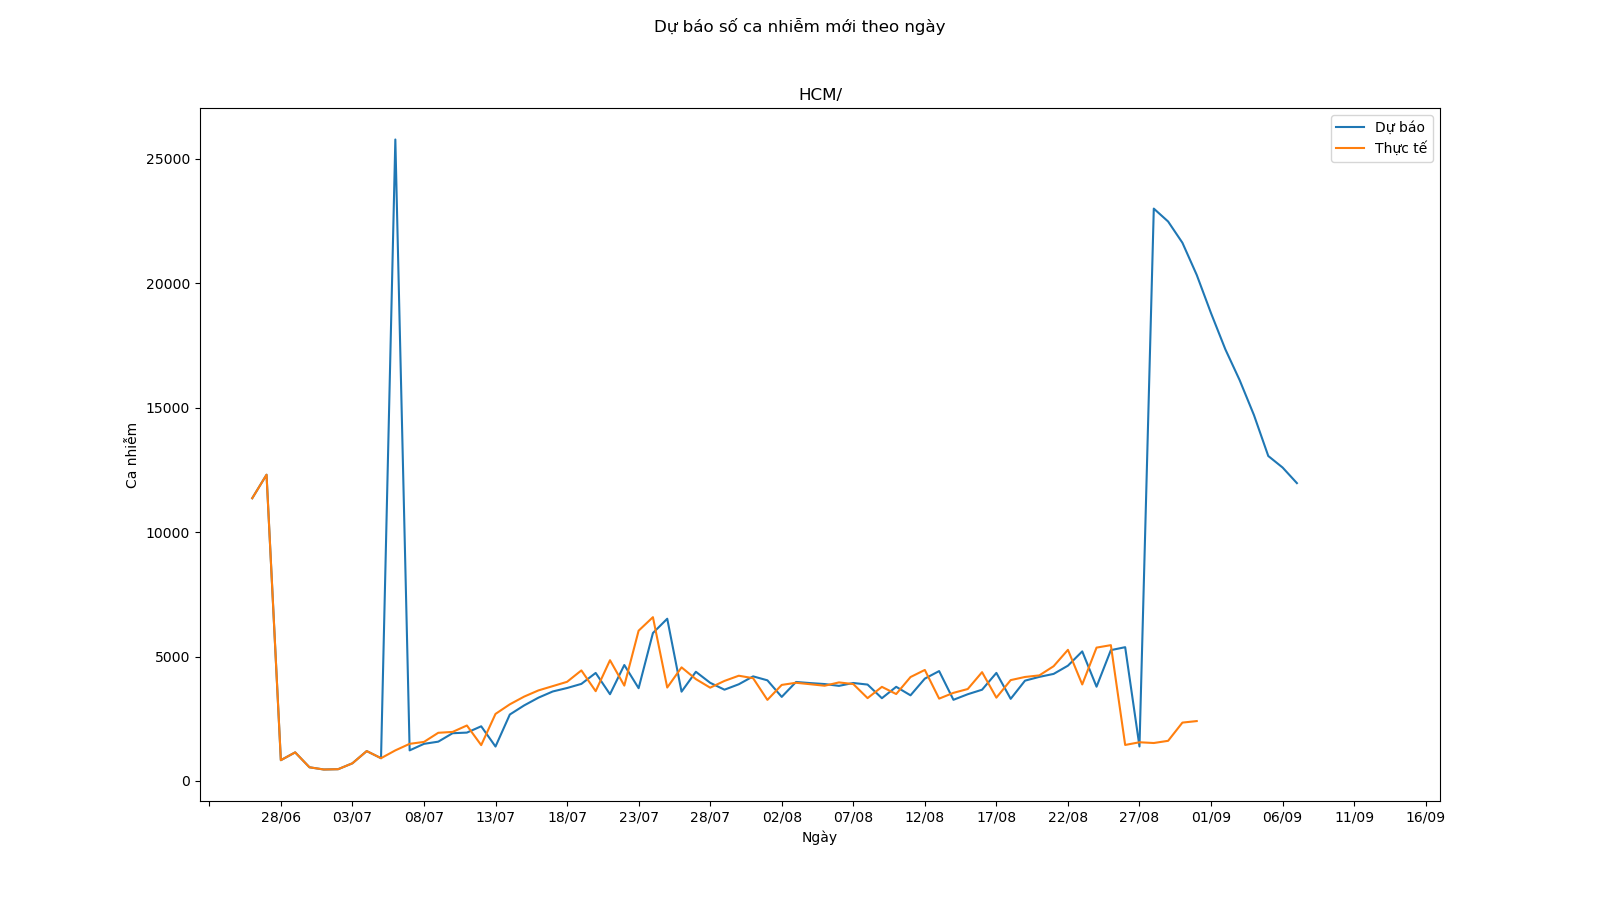 Dự báo số ca nhiễm mới theo ngày
HCM/
Dự báo
Thực tế
25000
20000
15000
10000
5000
0
Ca nhiễm
28/06 03/07 08/07 13/07 18/07 23/07 28/07 02/08 07/08 12/08 17/08 22/08 27/08 01/09 06/09 11/09 16/09
Ngày